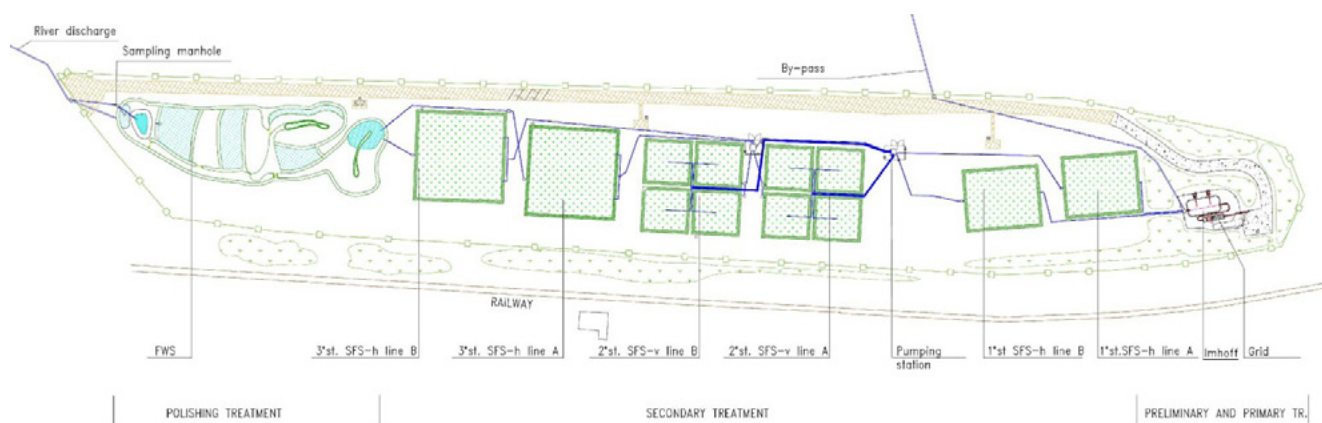 River discharge
Sampling manhole
By-pass
RAILWAY
FWS
3°st. SFS-h line B
3°st. SFS-h line A
2°st. SFS-v line B
2°st. SFS-v line A
Pumping
station
1°st SFS-h line B
1°st.SFS-h line A
Imhoff
Grid
POLISHING TREATMENT
SECONDARY TREATMENT
PRELIMINARY AND PRIMARY TR.